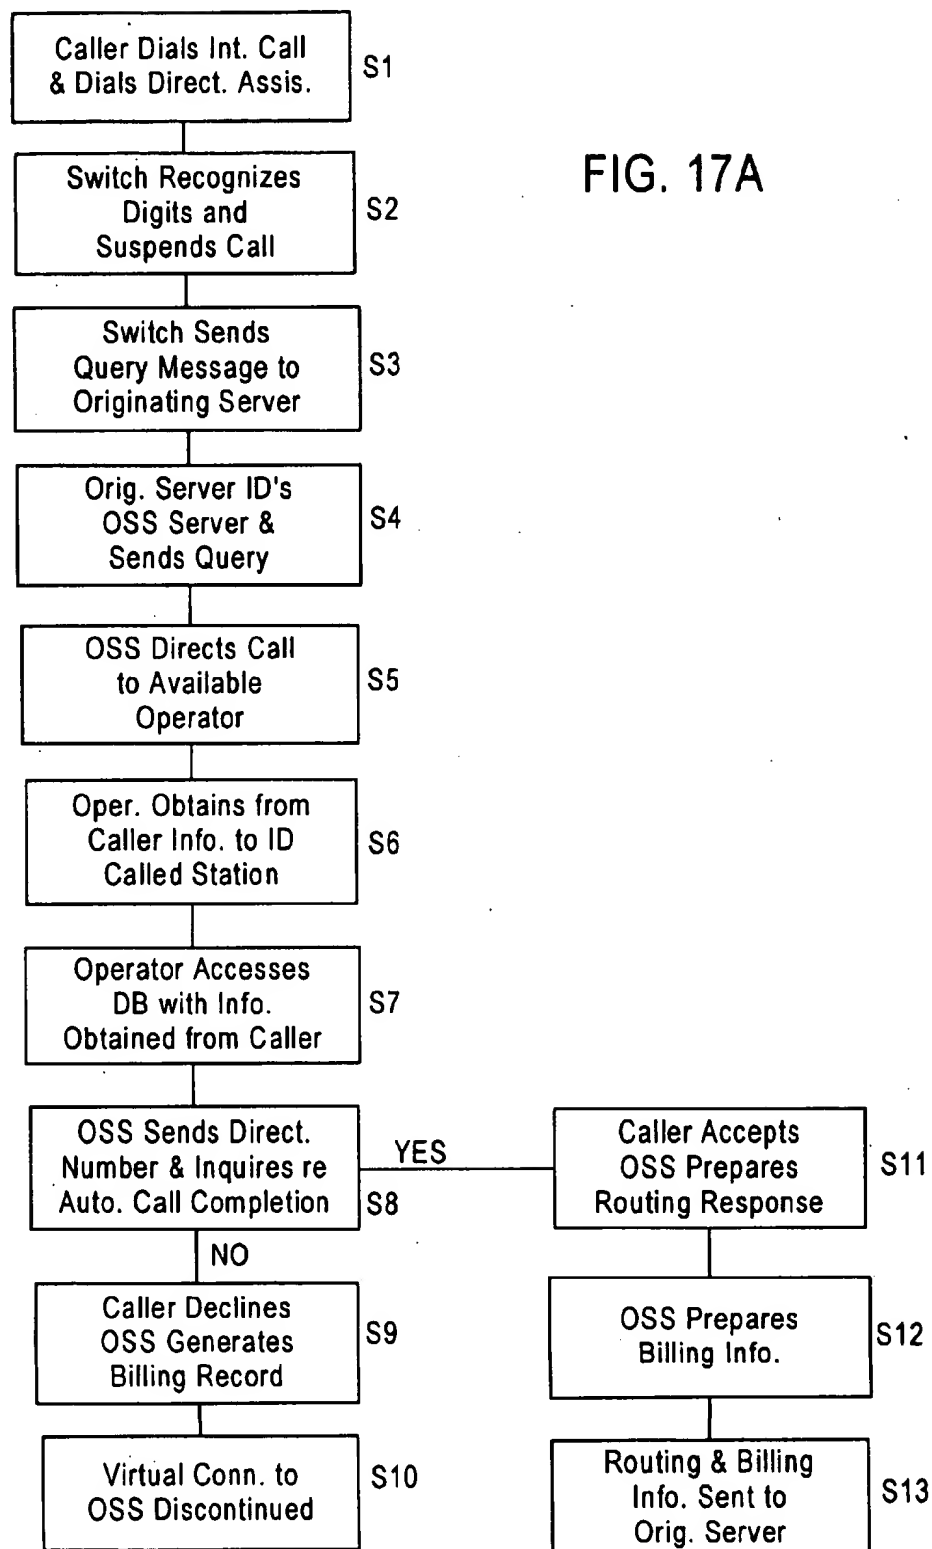 Caller Dials Int. Call
& Dials Direct. Assis.
S1
FIG. 17A
Switch Recognizes
Digits and
Suspends Call
S2
Switch Sends
Query Message to
Originating Server
S3
Orig. Server ID's
OSS Server &
Sends Query
S4
OSS Directs Call
to Available
Operator
S5
Oper. Obtains from
Caller Info. to ID
Called Station
S6
Operator Accesses
DB with Info.
Obtained from Caller
S7
OSS Sends Direct.
Number & Inquires re
Auto. Call Completion
S8
YES
Caller Accepts
OSS Prepares
Routing Response
S11
NO
Caller Declines
OSS Generates
Billing Record
S9
OSS Prepares
Billing Info.
S12
Virtual Conn. to
OSS Discontinued
S10
Routing & Billing
Info. Sent to
Orig. Server
S13